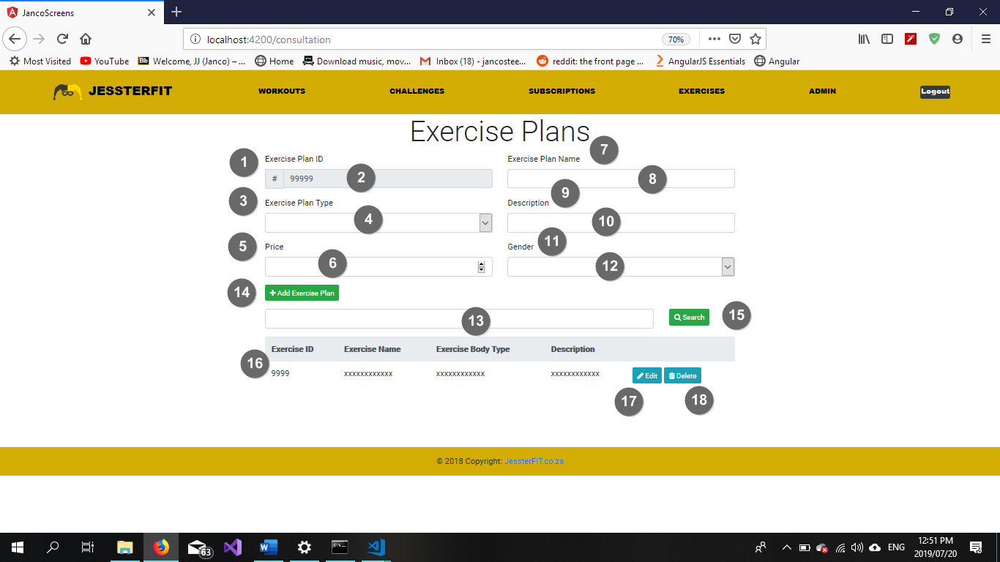 JancoScreens
localhost:4200/consultation
70%
Most Visited
YouTube
Bb
Welcome, JJ (Janco) – ...
Home
Download music, mov...
Inbox (18) - jancostee...
reddit: the front page ...
AngularJS Essentials
Angular
JESSTERFIT
WORKOUTS
CHALLENGES
SUBSCRIPTIONS
EXERCISES
ADMIN
Logout
Exercise Plans
1
Exercise Plan ID
Exercise Plan Name
7
#
99999
2
8
3
Exercise Plan Type
Description
9
4
10
5
Price
Gender
11
6
12
14
Add Exercise Plan
13
Search
15
Exercise ID
Exercise Name
Exercise Body Type
Description
16
9999
xxxxxxxxxxxx
xxxxxxxxxxxx
xxxxxxxxxxxx
Edit
Delete
17
18
© 2018 Copyright: JessterFIT.co.za
63
ENG
12:51 PM
2019/07/20